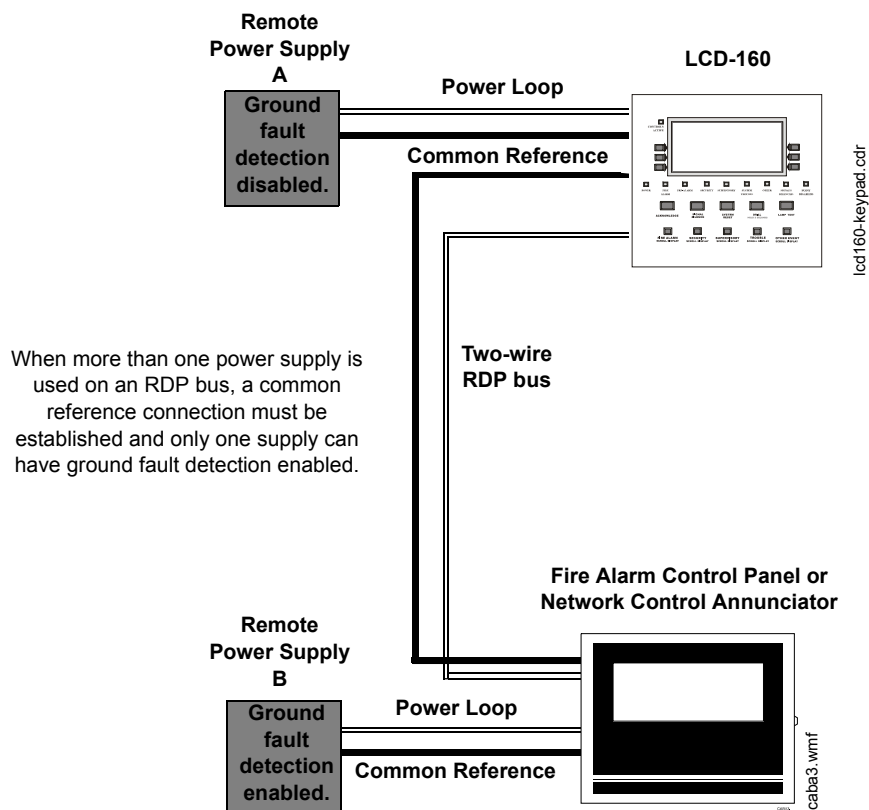 Remote
Power Supply
A
Ground
fault
detection
disabled.
Power Loop
Common Reference
LCD-160
lcd160-keypad.cdr
ACKNOWLEDGE
LAMP TEST
When more than one power supply is
used on an RDP bus, a common
reference connection must be
established and only one supply can
have ground fault detection enabled.
Two-wire
RDP bus
Fire Alarm Control Panel or
Network Control Annunciator
Remote
Power Supply
B
Ground
fault
detection
enabled.
Power Loop
Common Reference
caba3.wmf